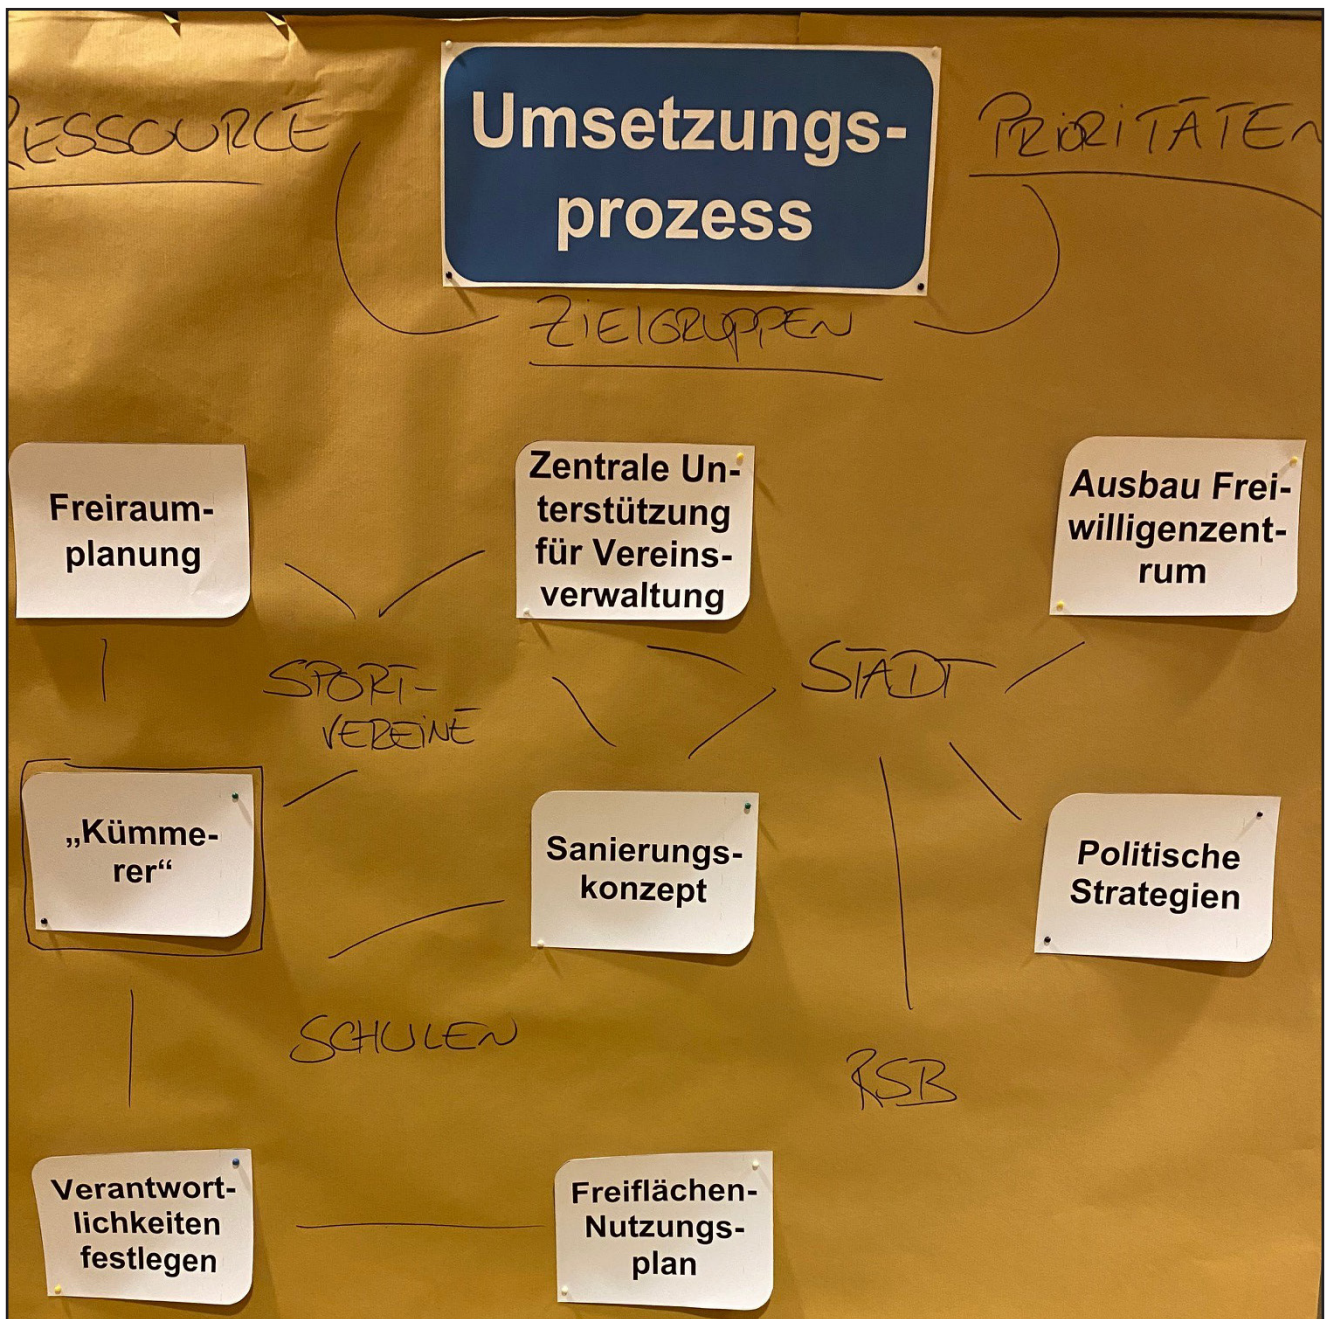 RESSOURCE
Umsetzungs-
prozess
PRIORITÄTEN
ZIELGRUPPEN
Freiraum-
planung
Zentrale Un-
terstützung
für Vereins-
verwaltung
Ausbau Frei-
willigenzent-
rum
SPORT-
VEREINE
STADT
„Kümme-
rer“
Sanierungs-
konzept
Politische
Strategien
SCHULEN
RSB
Verantwort-
lichkeiten
festlegen
Freiflächen-
Nutzungs-
plan